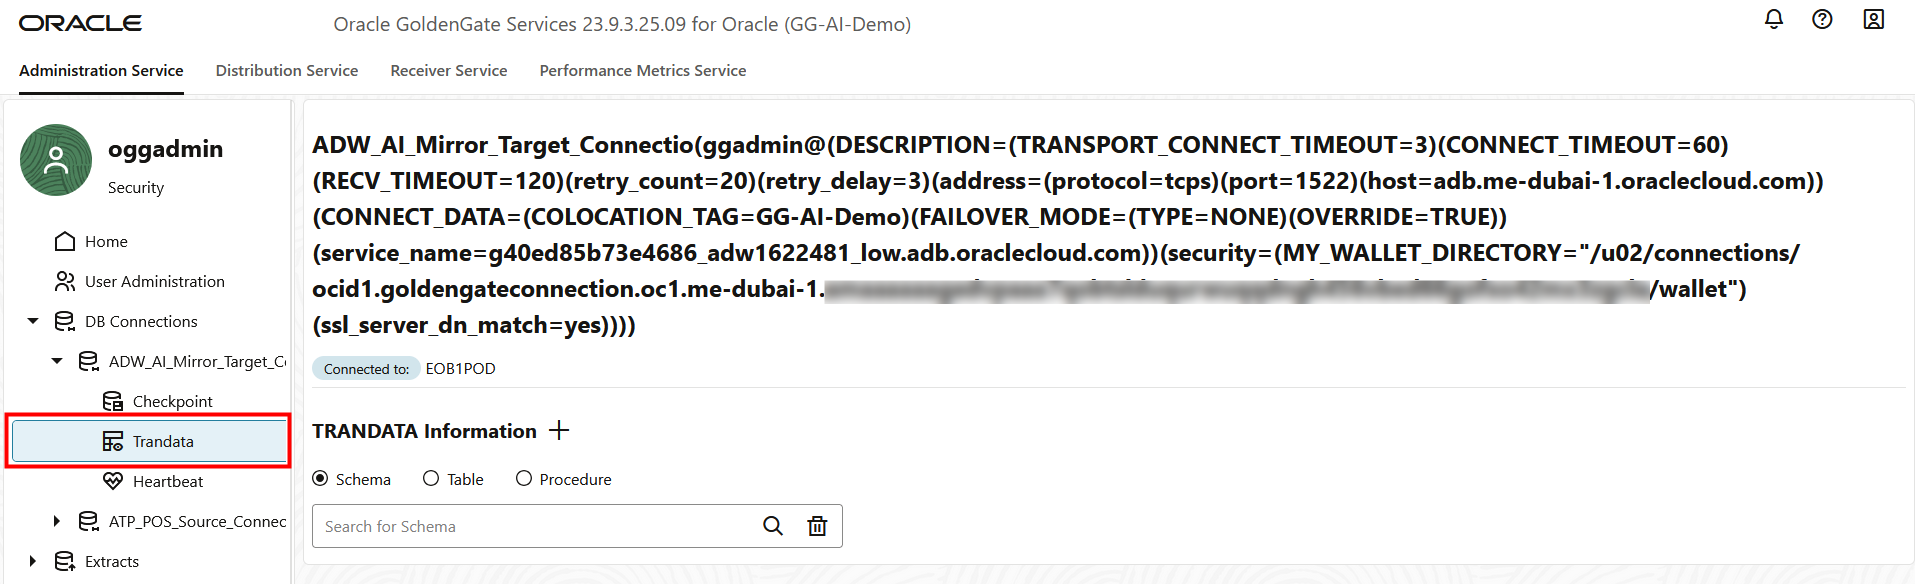 ORACLE
Oracle GoldenGate Services 23.9.3.25.09 for Oracle (GG-AI-Demo)
Administration Service
Distribution Service
Receiver Service
Performance Metrics Service
oggadmin
Security
Home
User Administration
DB Connections
ADW_AI_Mirror_Target_C
Checkpoint
Trandata
Heartbeat
ATP_POS_Source_Connec
Extracts
ADW_AI_Mirror_Target_Connectio(ggadmin@(DESCRIPTION=(TRANSPORT_CONNECT_TIMEOUT=3)(CONNECT_TIMEOUT=60)
(RECV_TIMEOUT=120)(retry_count=20)(retry_delay=3)(address=(protocol=tcps)(port=1522)(host=adb.me-dubai-1.oraclecloud.com))
(CONNECT_DATA=(COLOCATION_TAG=GG-AI-Demo)(FAILOVER_MODE=(TYPE=NONE)(OVERRIDE=TRUE))
(service_name=g40ed85b73e4686_adw1622481_low.adb.oraclecloud.com))(security=(MY_WALLET_DIRECTORY="/u02/connections/
ocid1.goldengateconnection.oc1.me-dubai-1. /wallet")
(ssl_server_dn_match=yes))))
Connected to: EOB1POD
TRANDATA Information
Schema Table Procedure
Search for Schema